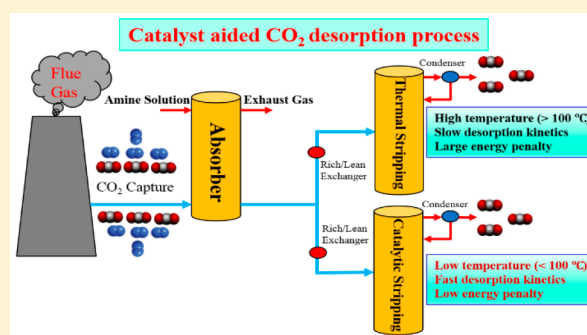 Catalyst aided CO₂ desorption process
Flue
Gas
Amine Solution
Exhaust Gas
Absorber
CO₂ Capture
Rich/Lean
Exchanger
Rich/Lean
Exchanger
Thermal Stripping
Condenser
High temperature (> 100 ℃)
Slow desorption kinetics
Large energy penalty
Catalytic Stripping
Condenser
Low temperature (< 100 ℃)
Fast desorption kinetics
Low energy penalty